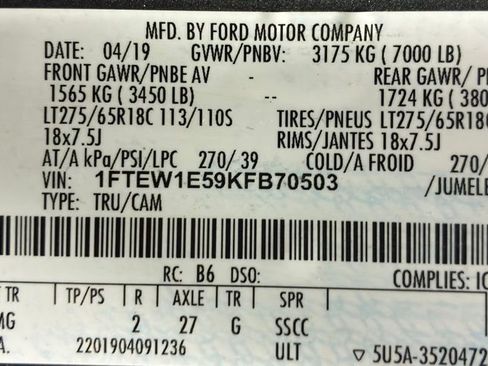 MFD. BY FORD MOTOR COMPANY
DATE: 04/19 GVWR/PNBV: 3175 KG ( 7000 LB)
FRONT GAWR/PNBE AV - REAR GAWR/
1565 KG ( 3450 LB) -- 1724 KG ( 380
LT275/65R18C 113/110S TIRES/PNEUS LT275/65R18C
18x7.5J RIMS/JANTES 18x7.5J
AT/A kPa/PSI/LPC 270/ 39 COLD/A FROID 270/
VIN: 1FTEW1E59KFB70503 /JUMELE
TYPE: TRU/CAM
RC: B6 DSO: COMPLIES: IC
T TR TP/PS R AXLE TR SPR
MG 2 27 G SSCC
A. 2201904091236 ULT ▽ 5U5A-3520472